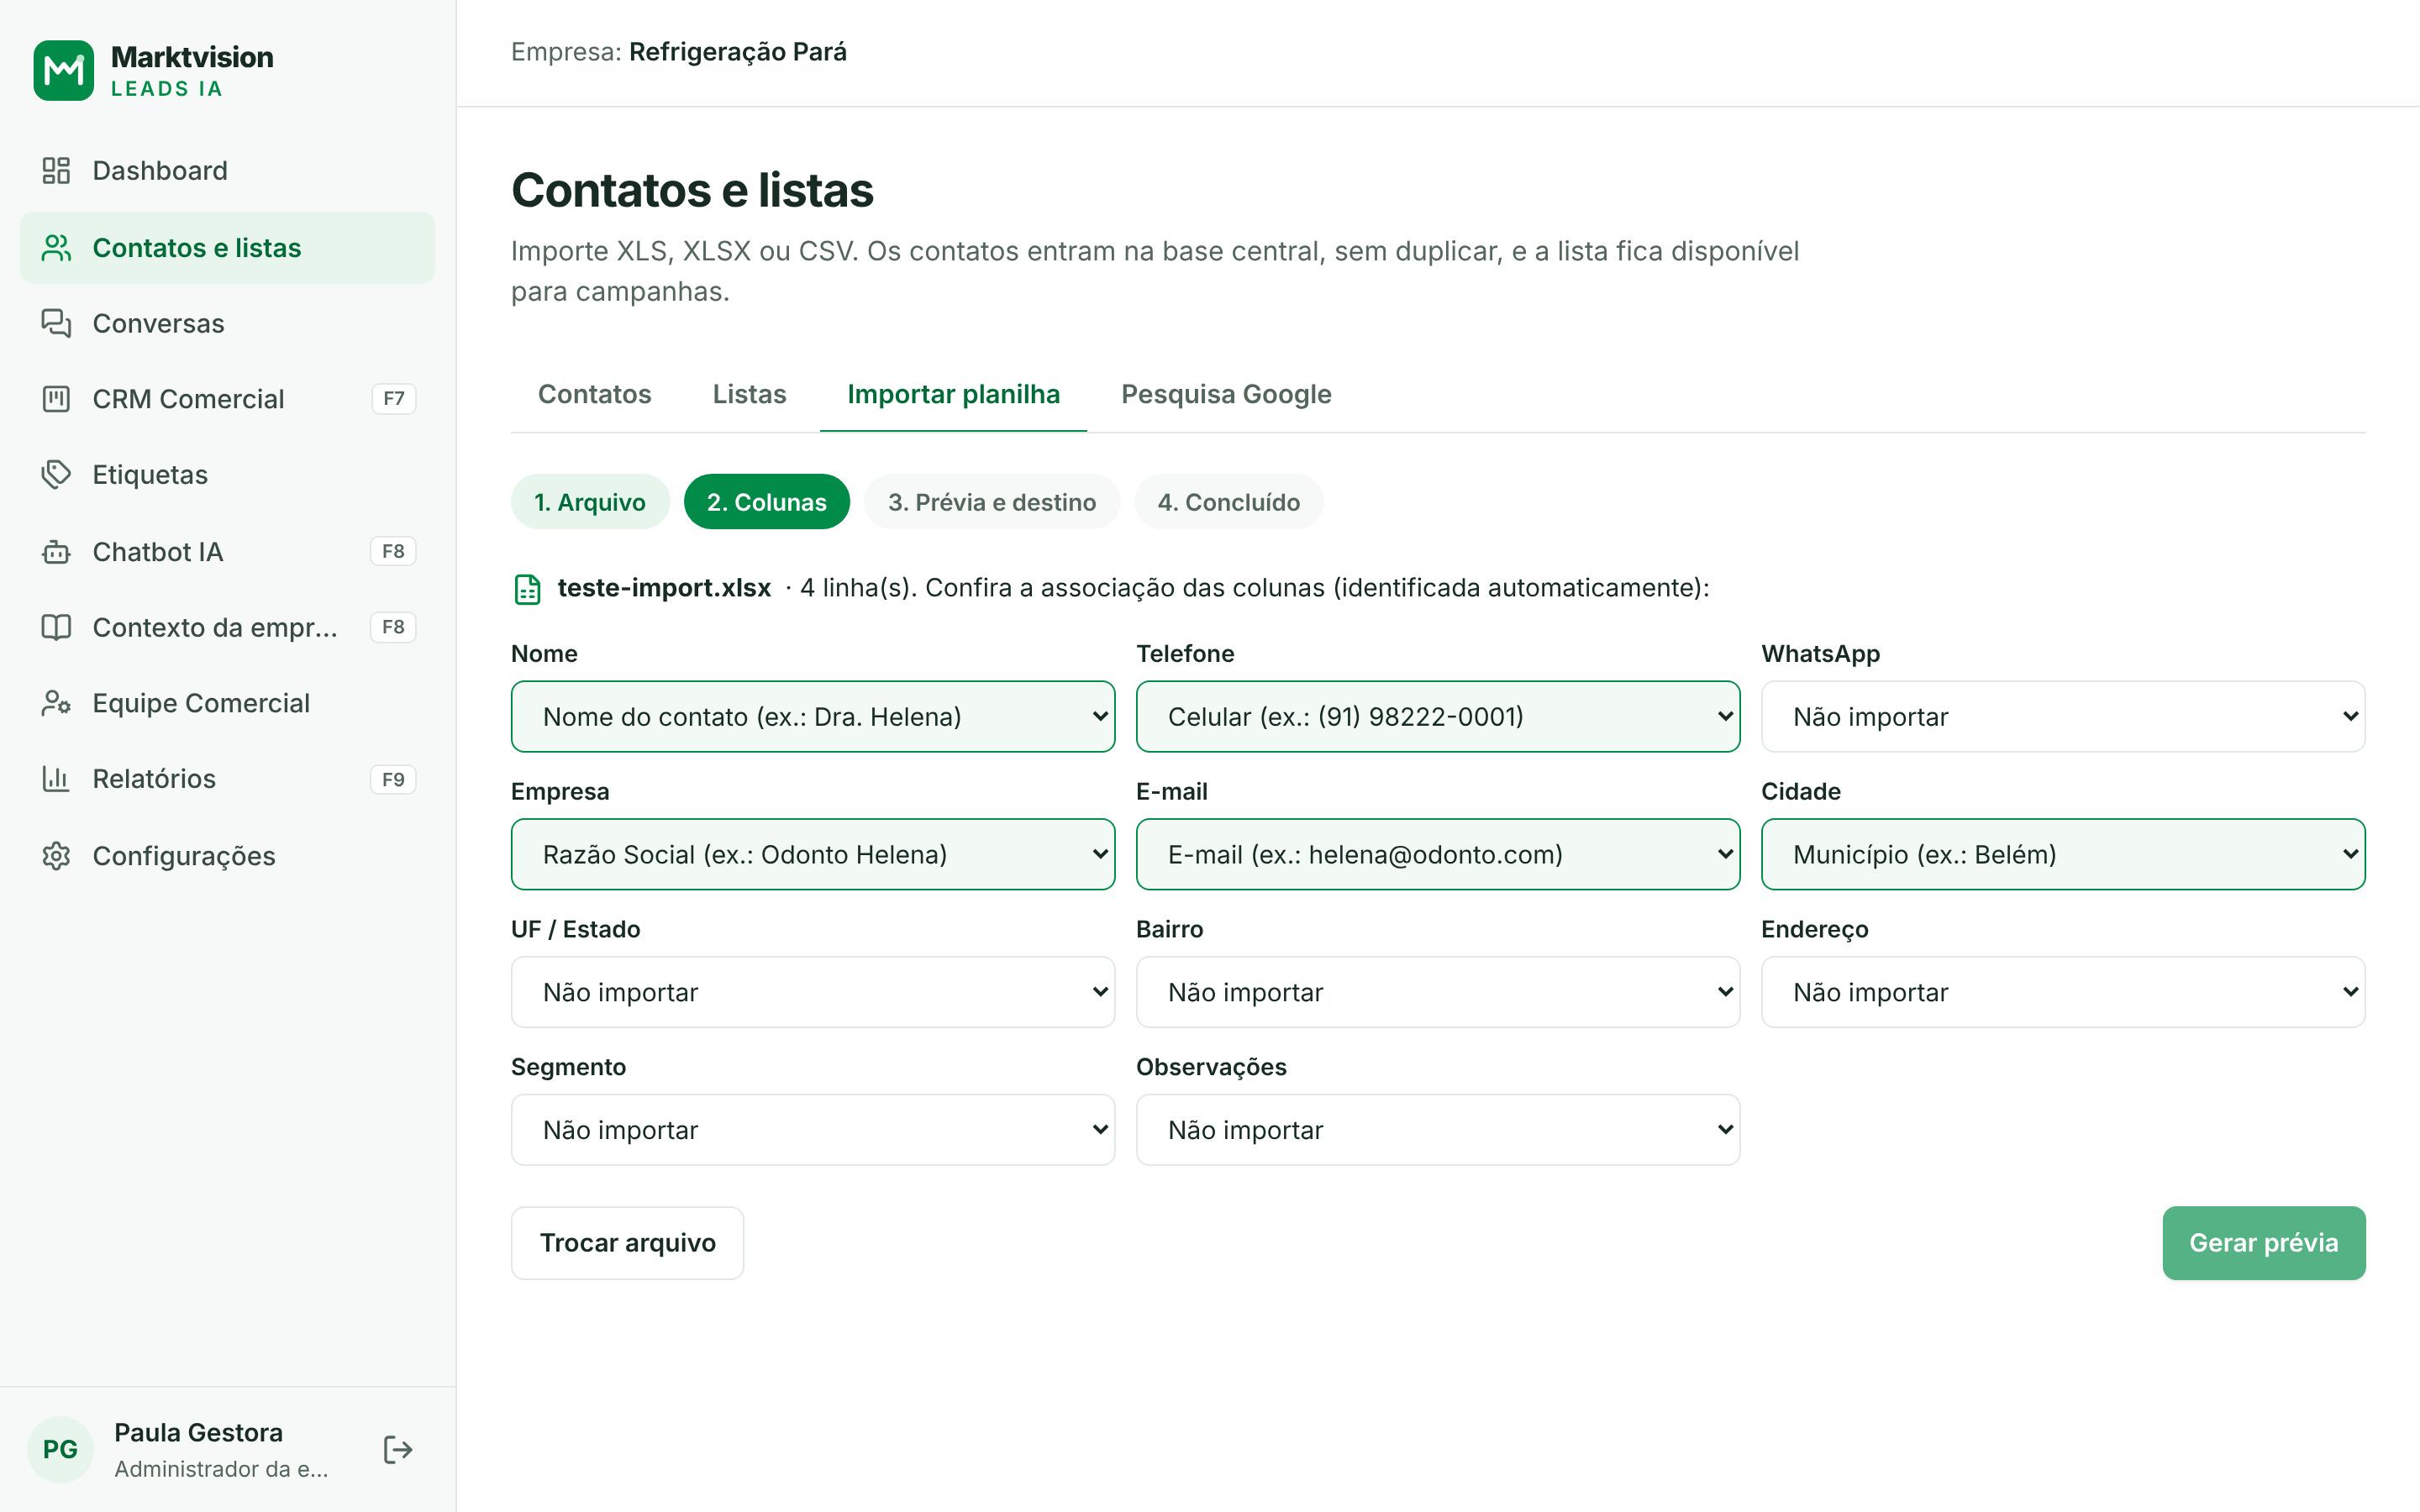 Marktvision
LEADS IA
Dashboard
Contatos e listas
Conversas
CRM Comercial F7
Etiquetas
Chatbot IA F8
Contexto da empr... F8
Equipe Comercial
Relatórios F9
Configurações
PG
Paula Gestora
Administrador da e...
Empresa: Refrigeração Pará
Contatos e listas
Importe XLS, XLSX ou CSV. Os contatos entram na base central, sem duplicar, e a lista fica disponível
para campanhas.
Contatos Listas Importar planilha Pesquisa Google
1. Arquivo 2. Colunas 3. Prévia e destino 4. Concluído
teste-import.xlsx · 4 linha(s). Confira a associação das colunas (identificada automaticamente):
Nome Telefone WhatsApp
Nome do contato (ex.: Dra. Helena) Celular (ex.: (91) 98222-0001) Não importar
Empresa E-mail Cidade
Razão Social (ex.: Odonto Helena) E-mail (ex.: helena@odonto.com) Município (ex.: Belém)
UF / Estado Bairro Endereço
Não importar Não importar Não importar
Segmento Observações
Não importar Não importar
Trocar arquivo Gerar prévia